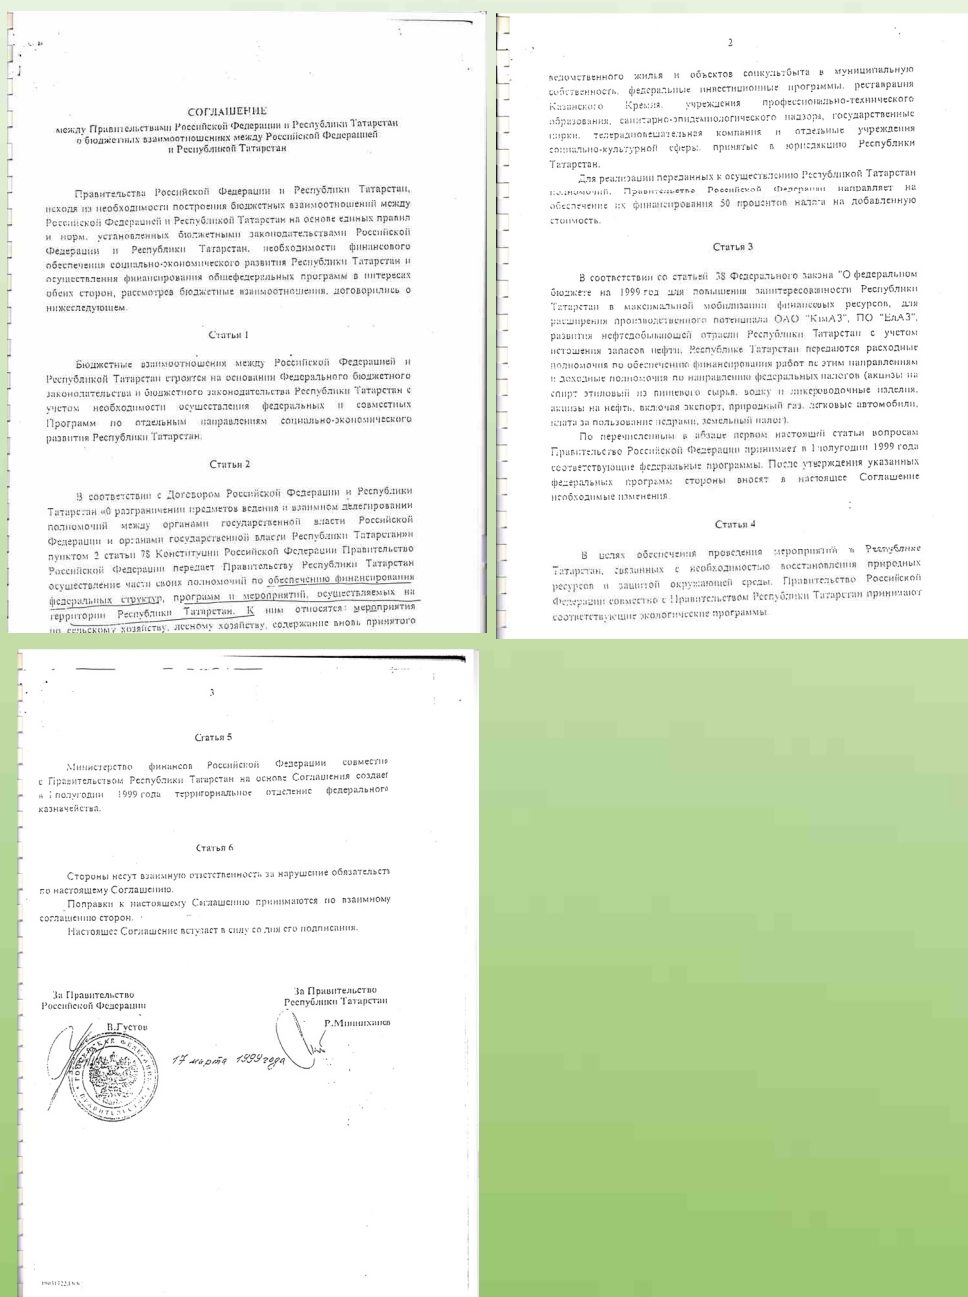 СОГЛАШЕНИЕ
между Правительствами Российской Федерации и Республики Татарстан
о бюджетных взаимоотношениях между Российской Федерацией
и Республикой Татарстан
Правительства Российской Федерации и Республики Татарстан,
исходя из необходимости построения бюджетных взаимоотношений между
Российской Федерацией и Республикой Татарстан на основе единых правил
и норм, установленных бюджетными законодательствами Российской
Федерации и Республики Татарстан, необходимости финансового
обеспечения социально-экономического развития Республики Татарстан и
осуществления финансирования общефедеральных программ в интересах
обеих сторон, рассмотрев бюджетные взаимоотношения, договорились о
нижеследующем.
Статья 1
Бюджетные взаимоотношения между Российской Федерацией и
Республикой Татарстан строятся на основании Федерального бюджетного
законодательства и бюджетного законодательства Республики Татарстан с
учетом необходимости осуществления федеральных и совместных
Программ по отдельным направлениям социально-экономического
развития Республики Татарстан.
Статья 2
В соответствии с Договором Российской Федерации и Республики
Татарстан «О разграничении предметов ведения и взаимном делегировании
полномочий между органами государственной власти Российской
Федерации и органами государственной власти Республики Татарстан»и
пунктом 2 статьи 78 Конституции Российской Федерации Правительство
Российской Федерации передает Правительству Республики Татарстан
осуществление части своих полномочий по обеспечению финансирования
федеральных структур, программ и мероприятий, осуществляемых на
территории Республики Татарстан. К ним относятся: мероприятия
по сельскому хозяйству, лесному хозяйству, содержание вновь принятого
2
ведомственного жилья и объектов соцкультбыта в муниципальную
собственность, федеральные инвестиционные программы, реставрация
Казанского Кремля, учреждения профессионально-технического
образования, санитарно-эпидемиологического надзора, государственные
цирки, телерадиовещательная компания и отдельные учреждения
социально-культурной сферы, принятые в юрисдикцию Республики
Татарстан.
Для реализации переданных к осуществлению Республикой Татарстан
полномочий, Правительство Российской Федерации направляет на
обеспечение их финансирования 50 процентов налога на добавленную
стоимость.
Статья 3
В соответствии со статьей 38 Федерального закона "О федеральном
бюджете на 1999 год для повышения заинтересованности Республики
Татарстан в максимальной мобилизации финансовых ресурсов, для
расширения производственного потенциала ОАО "КамАЗ", ПО "ЕлАЗ",
развития нефтедобывающей отрасли Республики Татарстан с учетом
истощения запасов нефти, Республике Татарстан передаются расходные
полномочия по обеспечению финансирования работ по этим направлениям
и доходные полномочия по направлению федеральных налогов (акцизы на
спирт этиловый из пищевого сырья, водку и ликероводочные изделия,
акцизы на нефть, включая экспорт, природный газ, легковые автомобили,
плата за пользование недрами, земельный налог).
По перечисленным в абзаце первом настоящей статьи вопросам
Правительство Российской Федерации принимает в I полугодии 1999 года
соответствующие федеральные программы. После утверждения указанных
федеральных программ стороны вносят в настоящее Соглашение
необходимые изменения.
Статья 4
В целях обеспечения проведения мероприятий в Республике
Татарстан, связанных с необходимостью восстановления природных
ресурсов и защитой окружающей среды, Правительство Российской
Федерации совместно с Правительством Республики Татарстан принимают
соответствующие экологические программы.
3
Статья 5
Министерство финансов Российской Федерации совместно
с Правительством Республики Татарстан на основе Соглашения создает
в I полугодии 1999 года территориальное отделение федерального
казначейства.
Статья 6
Стороны несут взаимную ответственность за нарушение обязательств
по настоящему Соглашению.
Поправки к настоящему Соглашению принимаются по взаимному
соглашению сторон.
Настоящее Соглашение вступает в силу со дня его подписания.
За Правительство
Российской Федерации
В.Густов
За Правительство
Республики Татарстан
Р.Минниханов
17 марта 1999 года